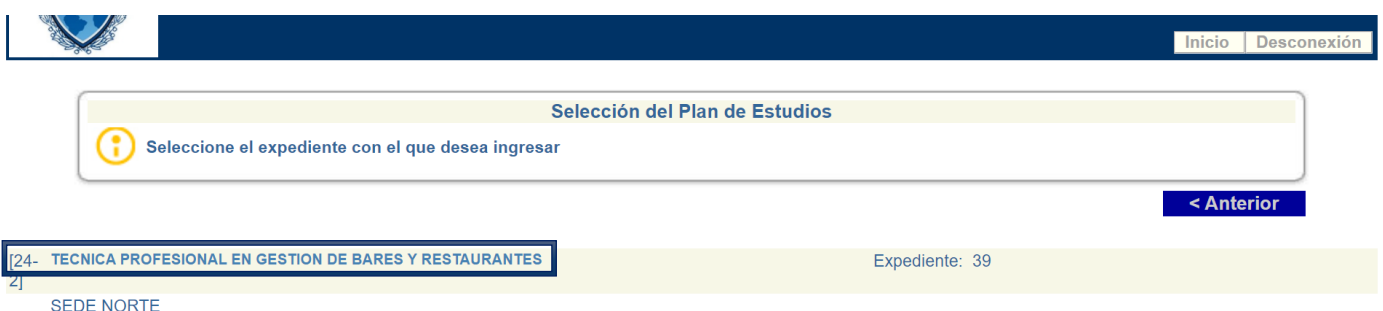 Inicio Desconexión
Selección del Plan de Estudios
Seleccione el expediente con el que desea ingresar
< Anterior
[24- TECNICA PROFESIONAL EN GESTION DE BARES Y RESTAURANTES Expediente: 39
2]
SEDE NORTE